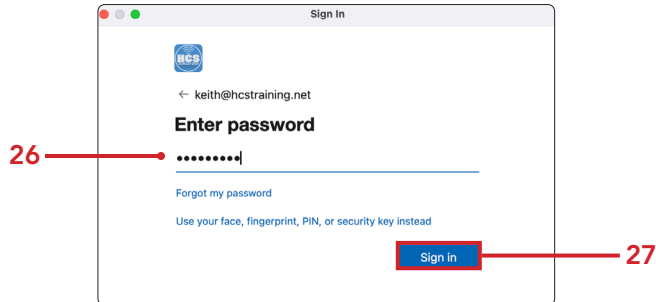 Sign In
HCS
← keith@hcstraining.net
Enter password
26
•••••••••
Forgot my password
Use your face, fingerprint, PIN, or security key instead
Sign in
27